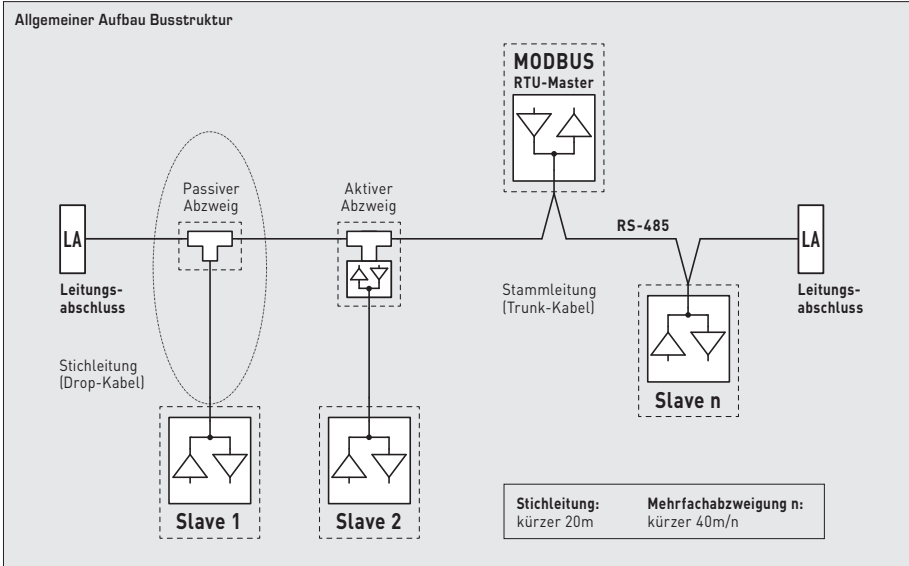 Allgemeiner Aufbau Busstruktur
MODBUS
RTU-Master
Passiver
Abzweig
Aktiver
Abzweig
LA
RS-485
LA
Leitungs-
abschluss
Stammleitung
(Trunk-Kabel)
Leitungs-
abschluss
Stichleitung
(Drop-Kabel)
Slave n
Slave 1
Slave 2
Stichleitung:
kürzer 20m
Mehrfachabzweigung n:
kürzer 40m/n